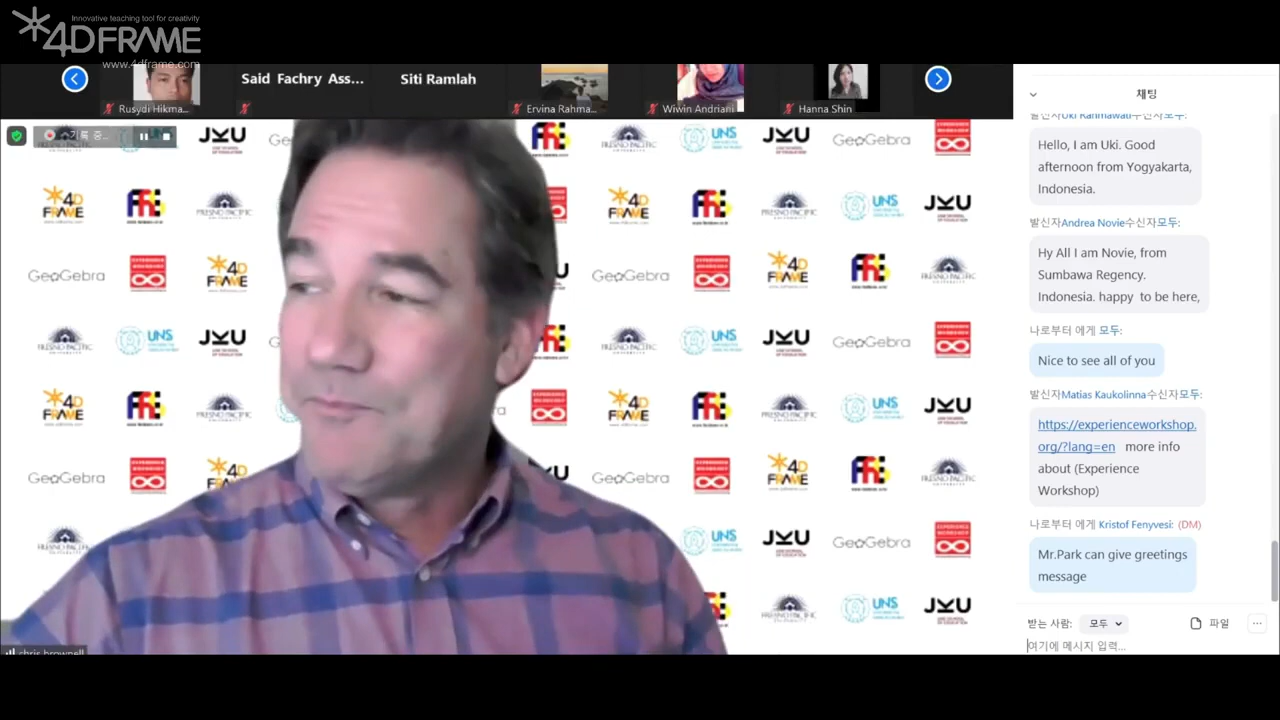 Innovative teaching tool for creativity
4DFRAME
www.4dframe.com
Said Fachry Ass...
Siti Ramlah
Rusydi Hikma...
Ervina Rahma...
Wiwin Andriani
Hanna Shin
기록 중...
JKU
GeoGebra
UNS
FRESNO PACIFIC
4D FRAME
chris brownell
채팅
발신자Uki Rahmawati수신자모두:
Hello, I am Uki. Good
afternoon from Yogyakarta,
Indonesia.
발신자Andrea Novie수신자모두:
Hy All I am Novie, from
Sumbawa Regency.
Indonesia. happy to be here,
나로부터 에게 모두:
Nice to see all of you
발신자Matias Kaukolinna수신자모두:
https://experienceworkshop.
org/?lang=en more info
about (Experience
Workshop)
나로부터 에게 Kristof Fenyvesi: (DM)
Mr.Park can give greetings
message
받는 사람: 모두
파일
여기에 메시지 입력...